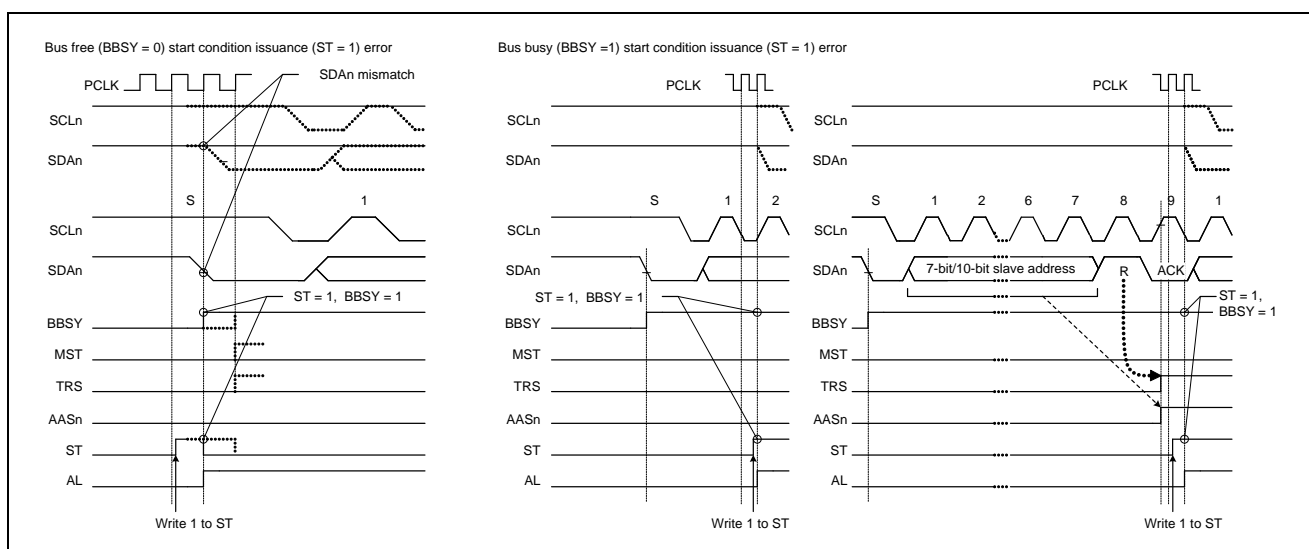 Bus free (BBSY = 0) start condition issuance (ST = 1) error
PCLK
SDAn mismatch
SCLn
SDAn
S 1
SCLn
SDAn
ST = 1, BBSY = 1
BBSY
MST
TRS
AASn
ST
AL
Write 1 to ST
Bus busy (BBSY =1) start condition issuance (ST = 1) error
PCLK
SCLn
SDAn
S 1 2
SCLn
SDAn
ST = 1, BBSY = 1
BBSY
MST
TRS
AASn
ST
AL
Write 1 to ST
PCLK
SCLn
SDAn
S 1 2 6 7 8 9 1
SCLn
SDAn
7-bit/10-bit slave address R ACK
ST = 1,
BBSY = 1
BBSY
MST
TRS
AASn
ST
AL
Write 1 to ST